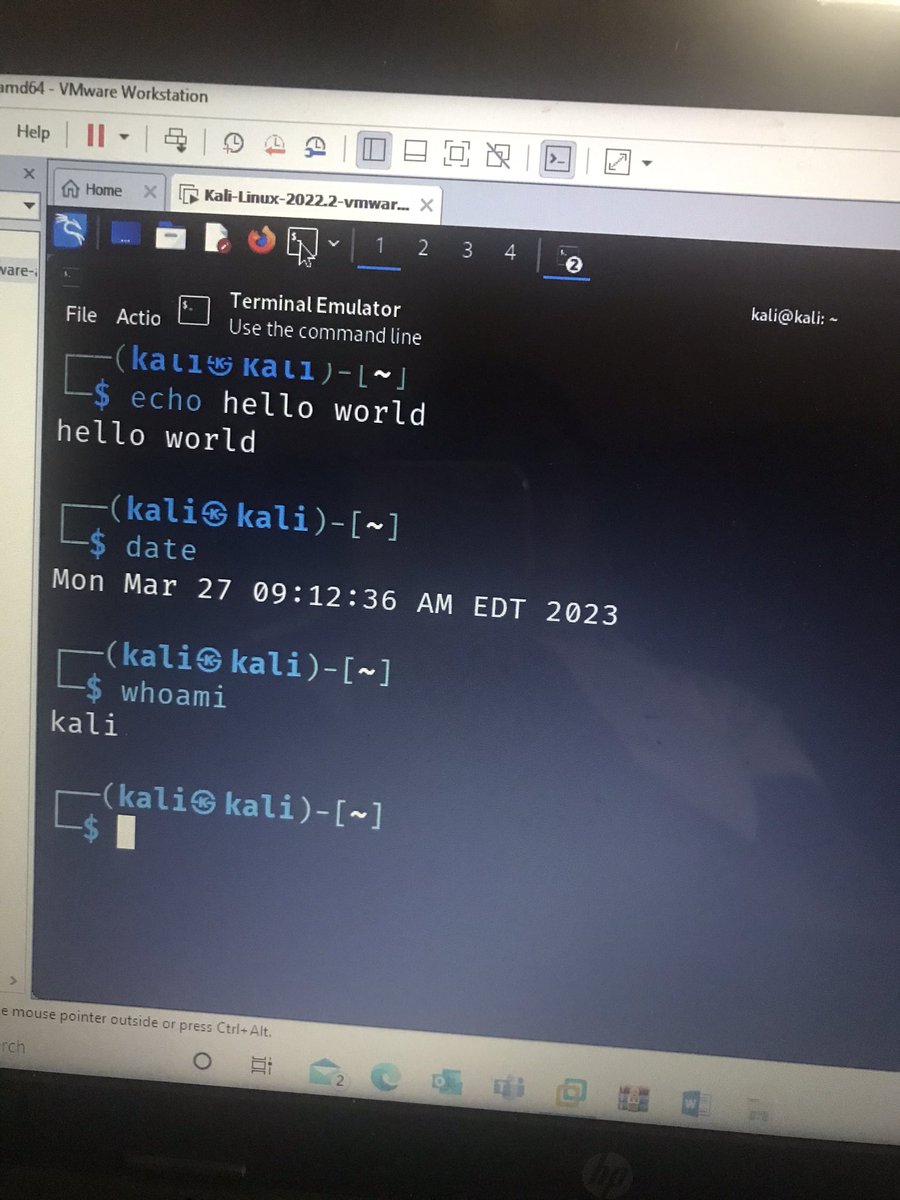 amd64 - VMware Workstation
Help
Home
Kali-Linux-2022.2-vmwar...
1 2 3 4 2
Terminal Emulator
Use the command line
File Actio
kali@kali: ~
┌──(kali㉿kali)-[~]
└─$ echo hello world
hello world
┌──(kali㉿kali)-[~]
└─$ date
Mon Mar 27 09:12:36 AM EDT 2023
┌──(kali㉿kali)-[~]
└─$ whoami
kali
┌──(kali㉿kali)-[~]
└─$
e mouse pointer outside or press Ctrl+Alt.
rch
2
hp